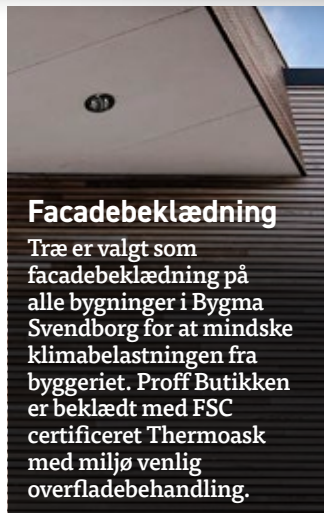 Facadebeklædning
Træ er valgt som
facadebeklædning på
alle bygninger i Bygma
Svendborg for at mindske
klimabelastningen fra
byggeriet. Proff Butikken
er beklædt med FSC
certificeret Thermoask
med miljø venlig
overfladebehandling.